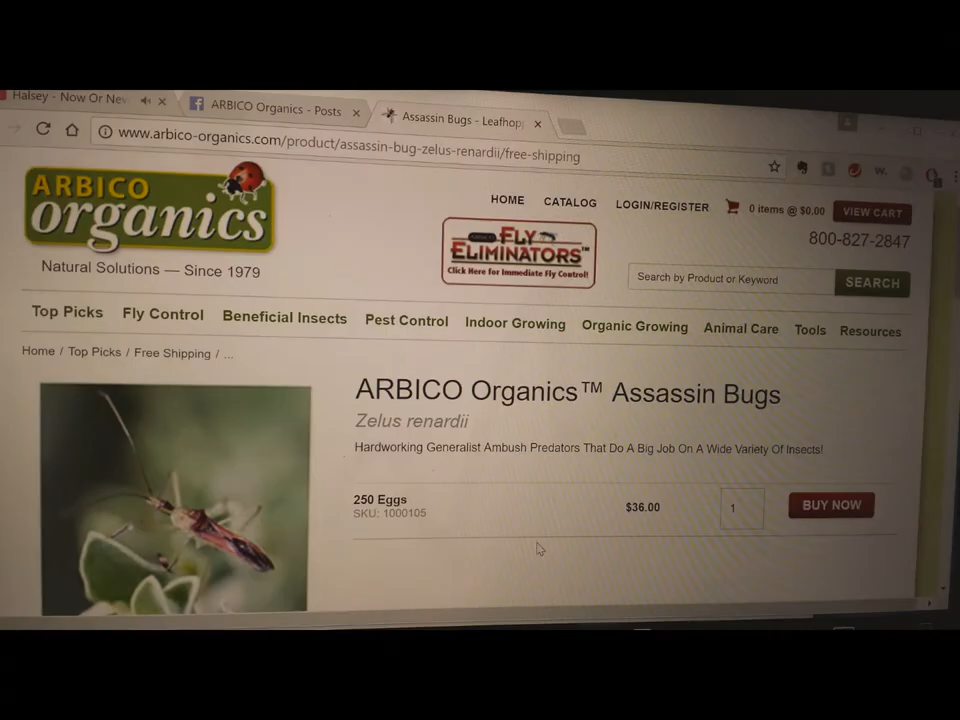 Halsey - Now Or Nev
ARBICO Organics - Posts
Assassin Bugs - Leafhop
www.arbico-organics.com/product/assassin-bug-zelus-renardii/free-shipping
ARBICO
organics
Natural Solutions — Since 1979
HOME CATALOG LOGIN/REGISTER 0 items @ $0.00 VIEW CART
800-827-2847
FLY
ELIMINATORS™
Click Here for Immediate Fly Control!
Search by Product or Keyword SEARCH
Top Picks Fly Control Beneficial Insects Pest Control Indoor Growing Organic Growing Animal Care Tools Resources
Home / Top Picks / Free Shipping / ...
ARBICO Organics™ Assassin Bugs
Zelus renardii
Hardworking Generalist Ambush Predators That Do A Big Job On A Wide Variety Of Insects!
250 Eggs $36.00 1 BUY NOW
SKU: 1000105